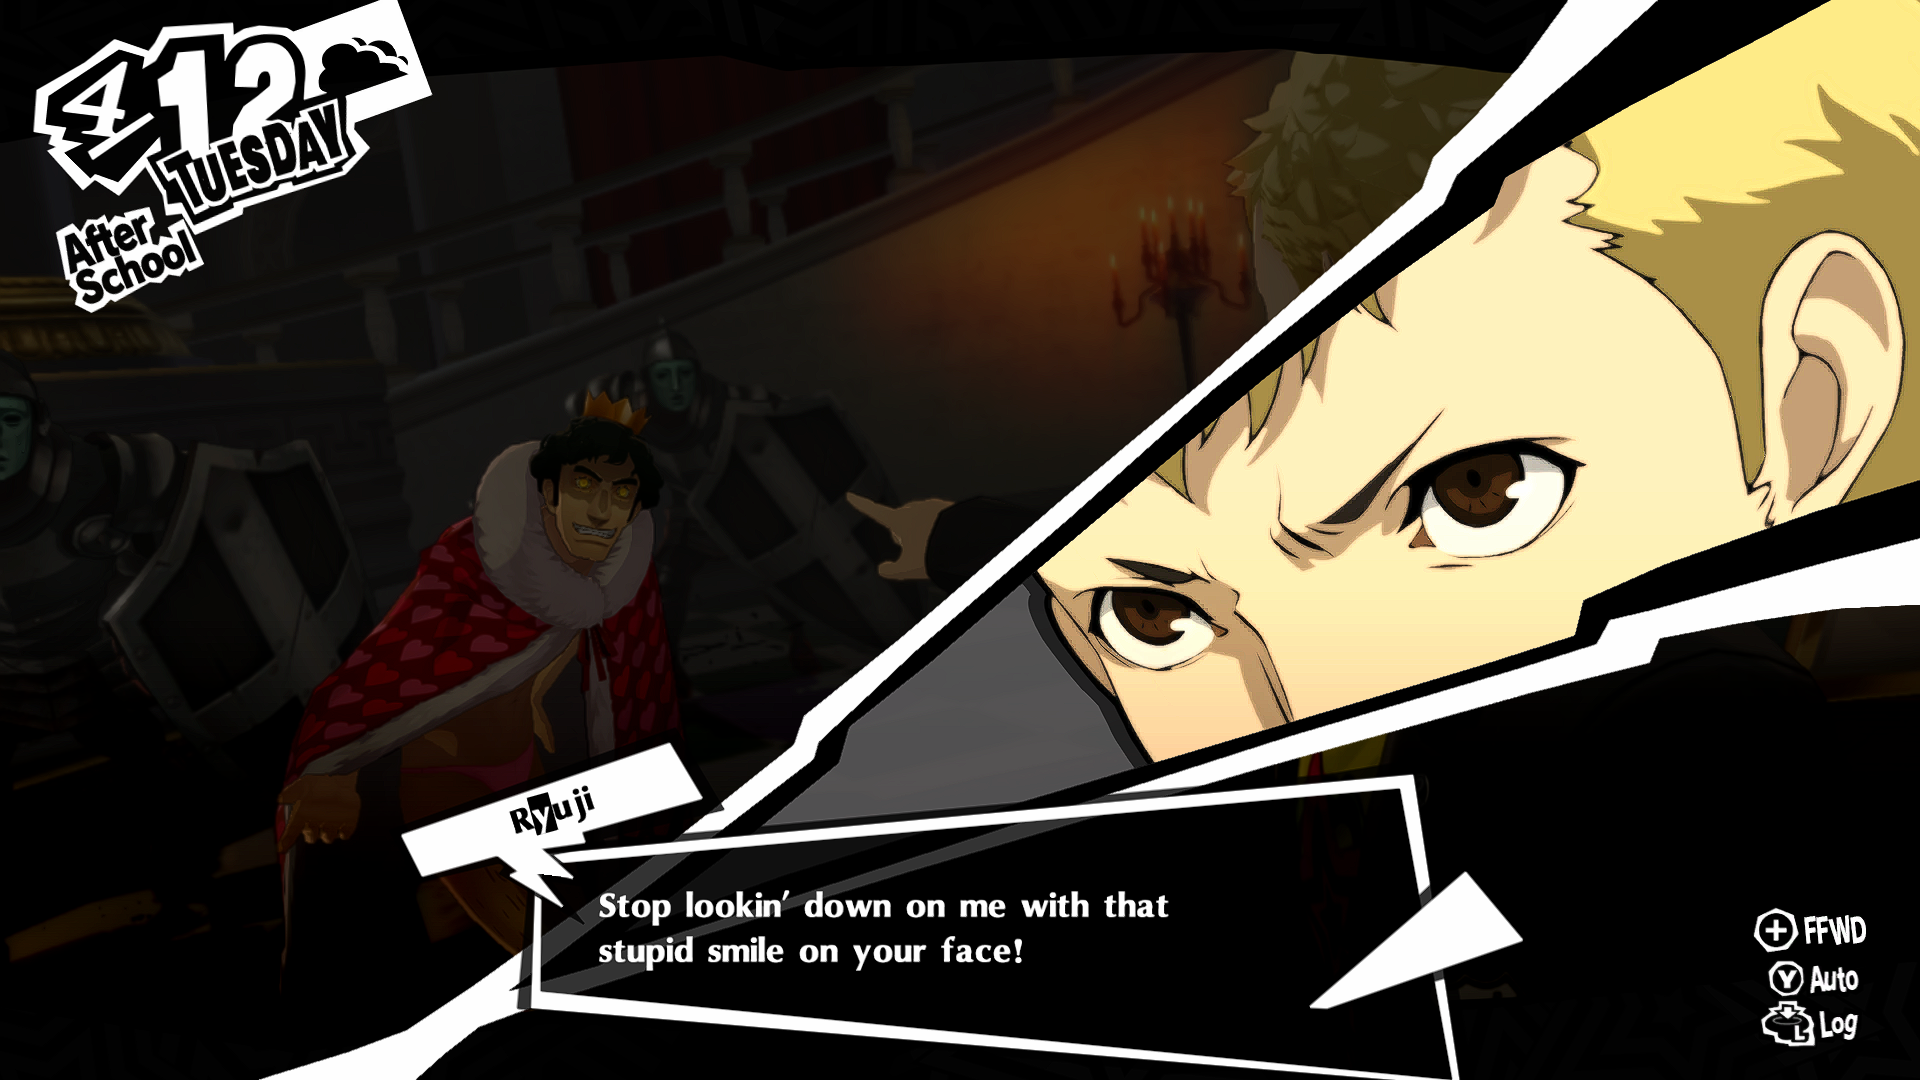 4 12
TUESDAY
After
School
Ryuji
Stop lookin' down on me with that
stupid smile on your face!
+ FFWD
Y Auto
L Log